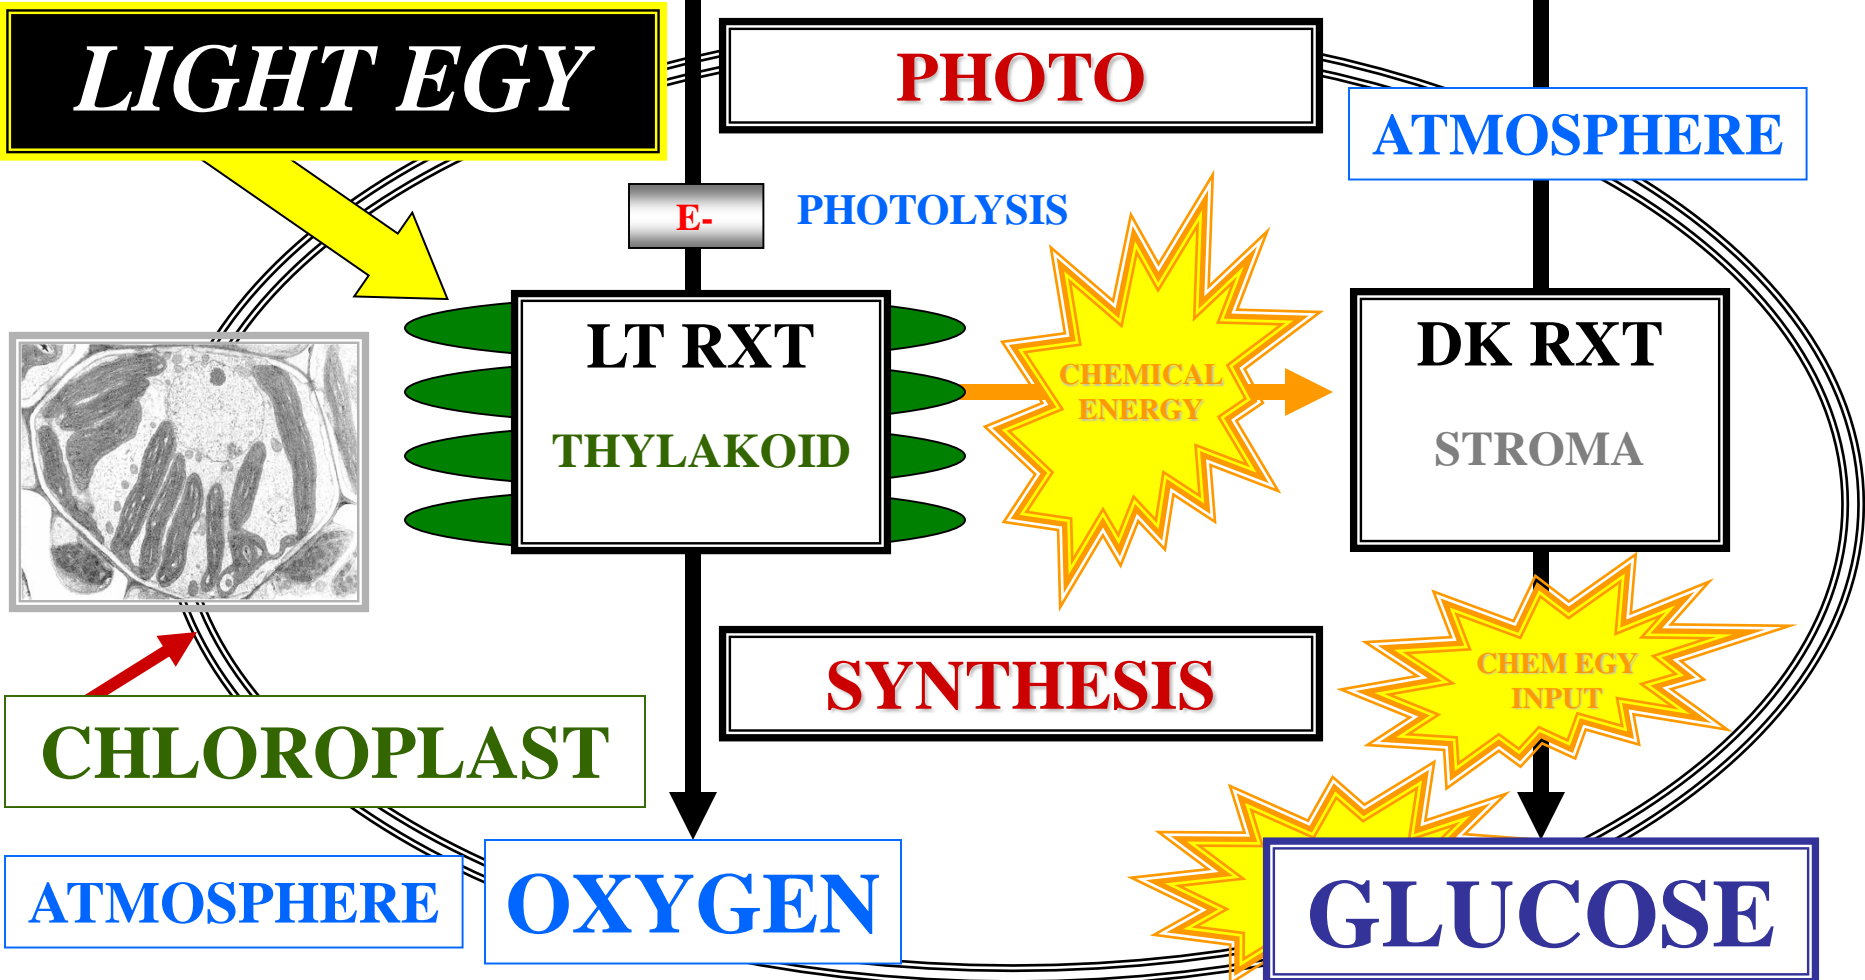 LIGHT EGY
PHOTO
ATMOSPHERE
E-
PHOTOLYSIS
LT RXT
THYLAKOID
CHEMICAL
ENERGY
DK RXT
STROMA
SYNTHESIS
CHEM EGY
INPUT
CHLOROPLAST
ATMOSPHERE
OXYGEN
GLUCOSE